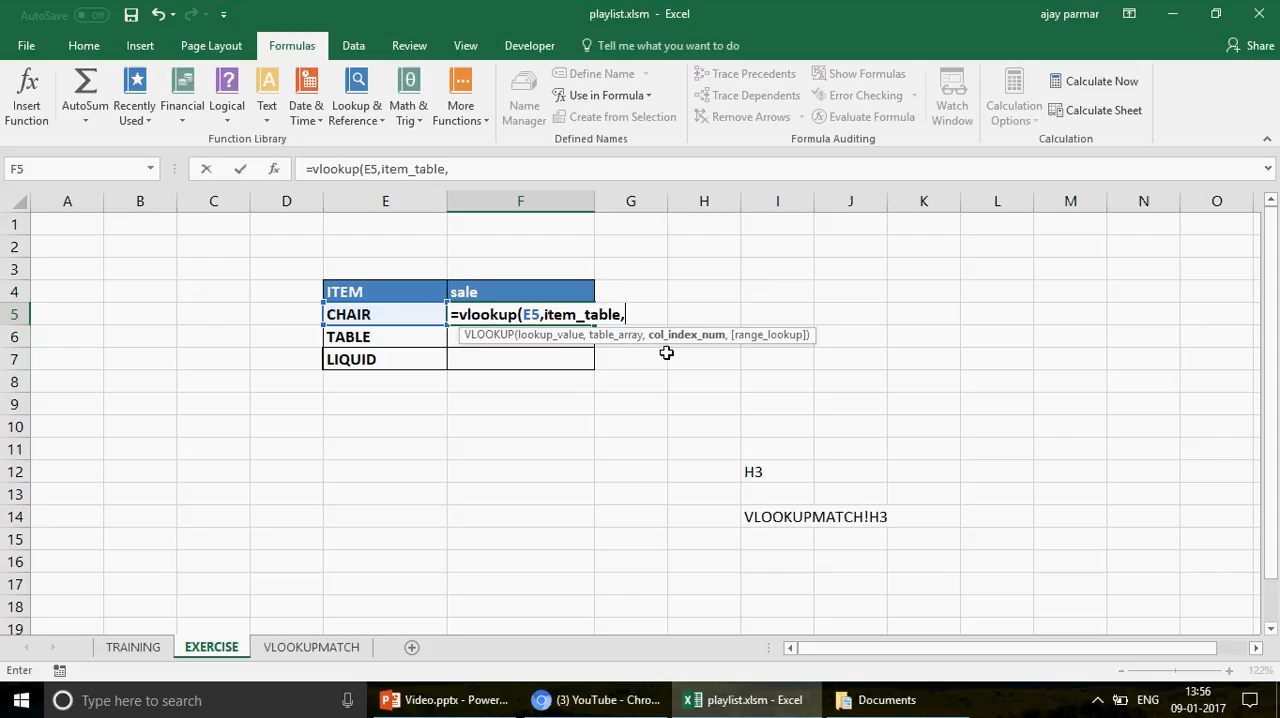 AutoSave Off playlist.xlsm - Excel ajay parmar
File Home Insert Page Layout Formulas Data Review View Developer Tell me what you want to do Share
Insert Function
AutoSum
Recently Used
Financial
Logical
Text
Date & Time
Lookup & Reference
Math & Trig
More Functions
Function Library
Name Manager
Define Name
Use in Formula
Create from Selection
Defined Names
Trace Precedents
Trace Dependents
Remove Arrows
Show Formulas
Error Checking
Evaluate Formula
Formula Auditing
Watch Window
Calculation Options
Calculate Now
Calculate Sheet
Calculation
F5 fx =vlookup(E5,item_table,
A B C D E F G H I J K L M N O
1
2
3
4 ITEM sale
5 CHAIR =vlookup(E5,item_table,
VLOOKUP(lookup_value, table_array, col_index_num, [range_lookup])
6 TABLE
7 LIQUID
8
9
10
11
12 H3
13
14 VLOOKUPMATCH!H3
15
16
17
18
19
TRAINING EXERCISE VLOOKUPMATCH
Enter 122%
Type here to search Video.pptx - Power... (3) YouTube - Chro... playlist.xlsm - Excel Documents ENG 13:56
09-01-2017